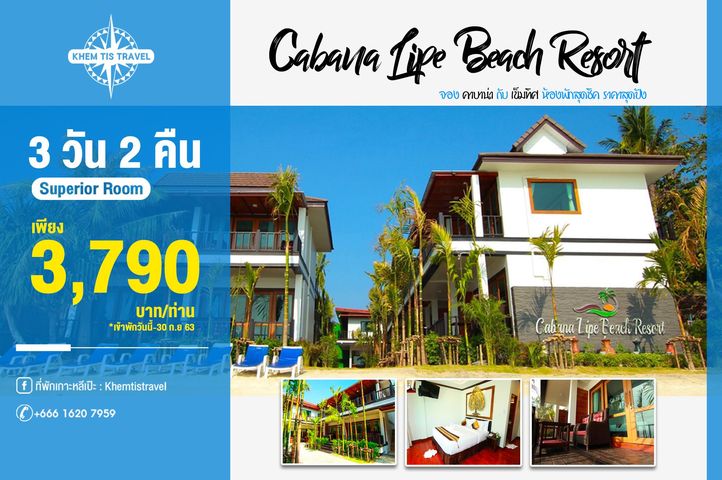 KHEM TIS TRAVEL
Cabana Lipe Beach Resort
จอง คาบาน่า กับ เข็มทิศ ห้องพักสุดชิค ราคาสุดปัง
3 วัน 2 คืน
Superior Room
เพียง
3,790
บาท/ท่าน
*เข้าพักวันนี้-30 ก.ย 63
ที่พักเกาะหลีเป๊ะ : Khemtistravel
+666 1620 7959
Cabana Lipe Beach Resort